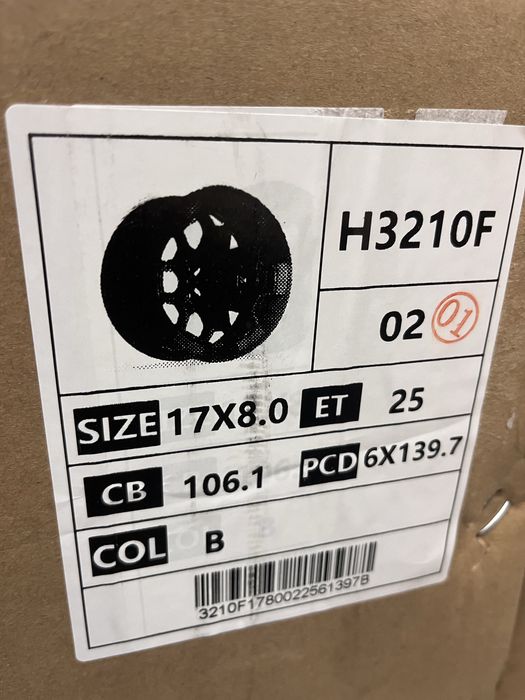 H3210F
02 01
SIZE 17X8.0 ET 25
CB 106.1 PCD 6X139.7
COL B
3210F1780022561397B